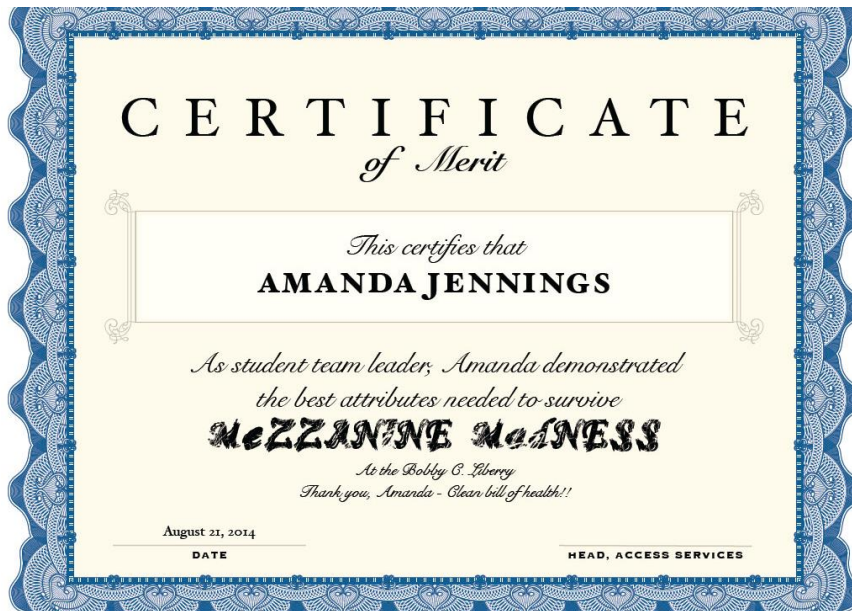 CERTIFICATE
of Merit
This certifies that
AMANDA JENNINGS
As student team leader, Amanda demonstrated
the best attributes needed to survive
MeZZANiNE MadNESS
At the Bobby C. Liberry
Thank you, Amanda - Clean bill of health!!
August 21, 2014
DATE
HEAD, ACCESS SERVICES